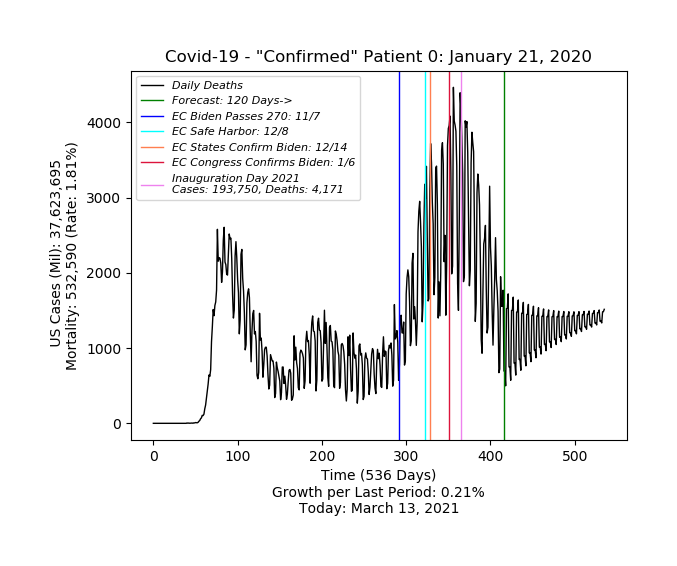 Covid-19 - "Confirmed" Patient 0: January 21, 2020
Daily Deaths
Forecast: 120 Days->
EC Biden Passes 270: 11/7
EC Safe Harbor: 12/8
EC States Confirm Biden: 12/14
EC Congress Confirms Biden: 1/6
Inauguration Day 2021
Cases: 193,750, Deaths: 4,171
US Cases (Mil): 37,623,695
Mortality: 532,590 (Rate: 1.81%)
4000
3000
2000
1000
0
0 100 200 300 400 500
Time (536 Days)
Growth per Last Period: 0.21%
Today: March 13, 2021